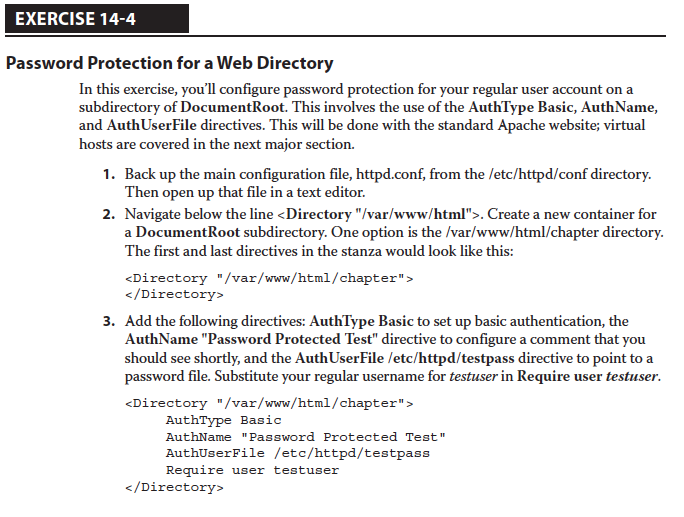 EXERCISE 14-4
Password Protection for a Web Directory
In this exercise, you'll configure password protection for your regular user account on a
subdirectory of DocumentRoot. This involves the use of the AuthType Basic, AuthName,
and AuthUserFile directives. This will be done with the standard Apache website; virtual
hosts are covered in the next major section.
1. Back up the main configuration file, httpd.conf, from the /etc/httpd/conf directory.
Then open up that file in a text editor.
2. Navigate below the line <Directory "/var/www/html">. Create a new container for
a DocumentRoot subdirectory. One option is the /var/www/html/chapter directory.
The first and last directives in the stanza would look like this:
<Directory "/var/www/html/chapter">
</Directory>
3. Add the following directives: AuthType Basic to set up basic authentication, the
AuthName "Password Protected Test" directive to configure a comment that you
should see shortly, and the AuthUserFile /etc/httpd/testpass directive to point to a
password file. Substitute your regular username for testuser in Require user testuser.
<Directory "/var/www/html/chapter">
AuthType Basic
AuthName "Password Protected Test"
AuthUserFile /etc/httpd/testpass
Require user testuser
</Directory>